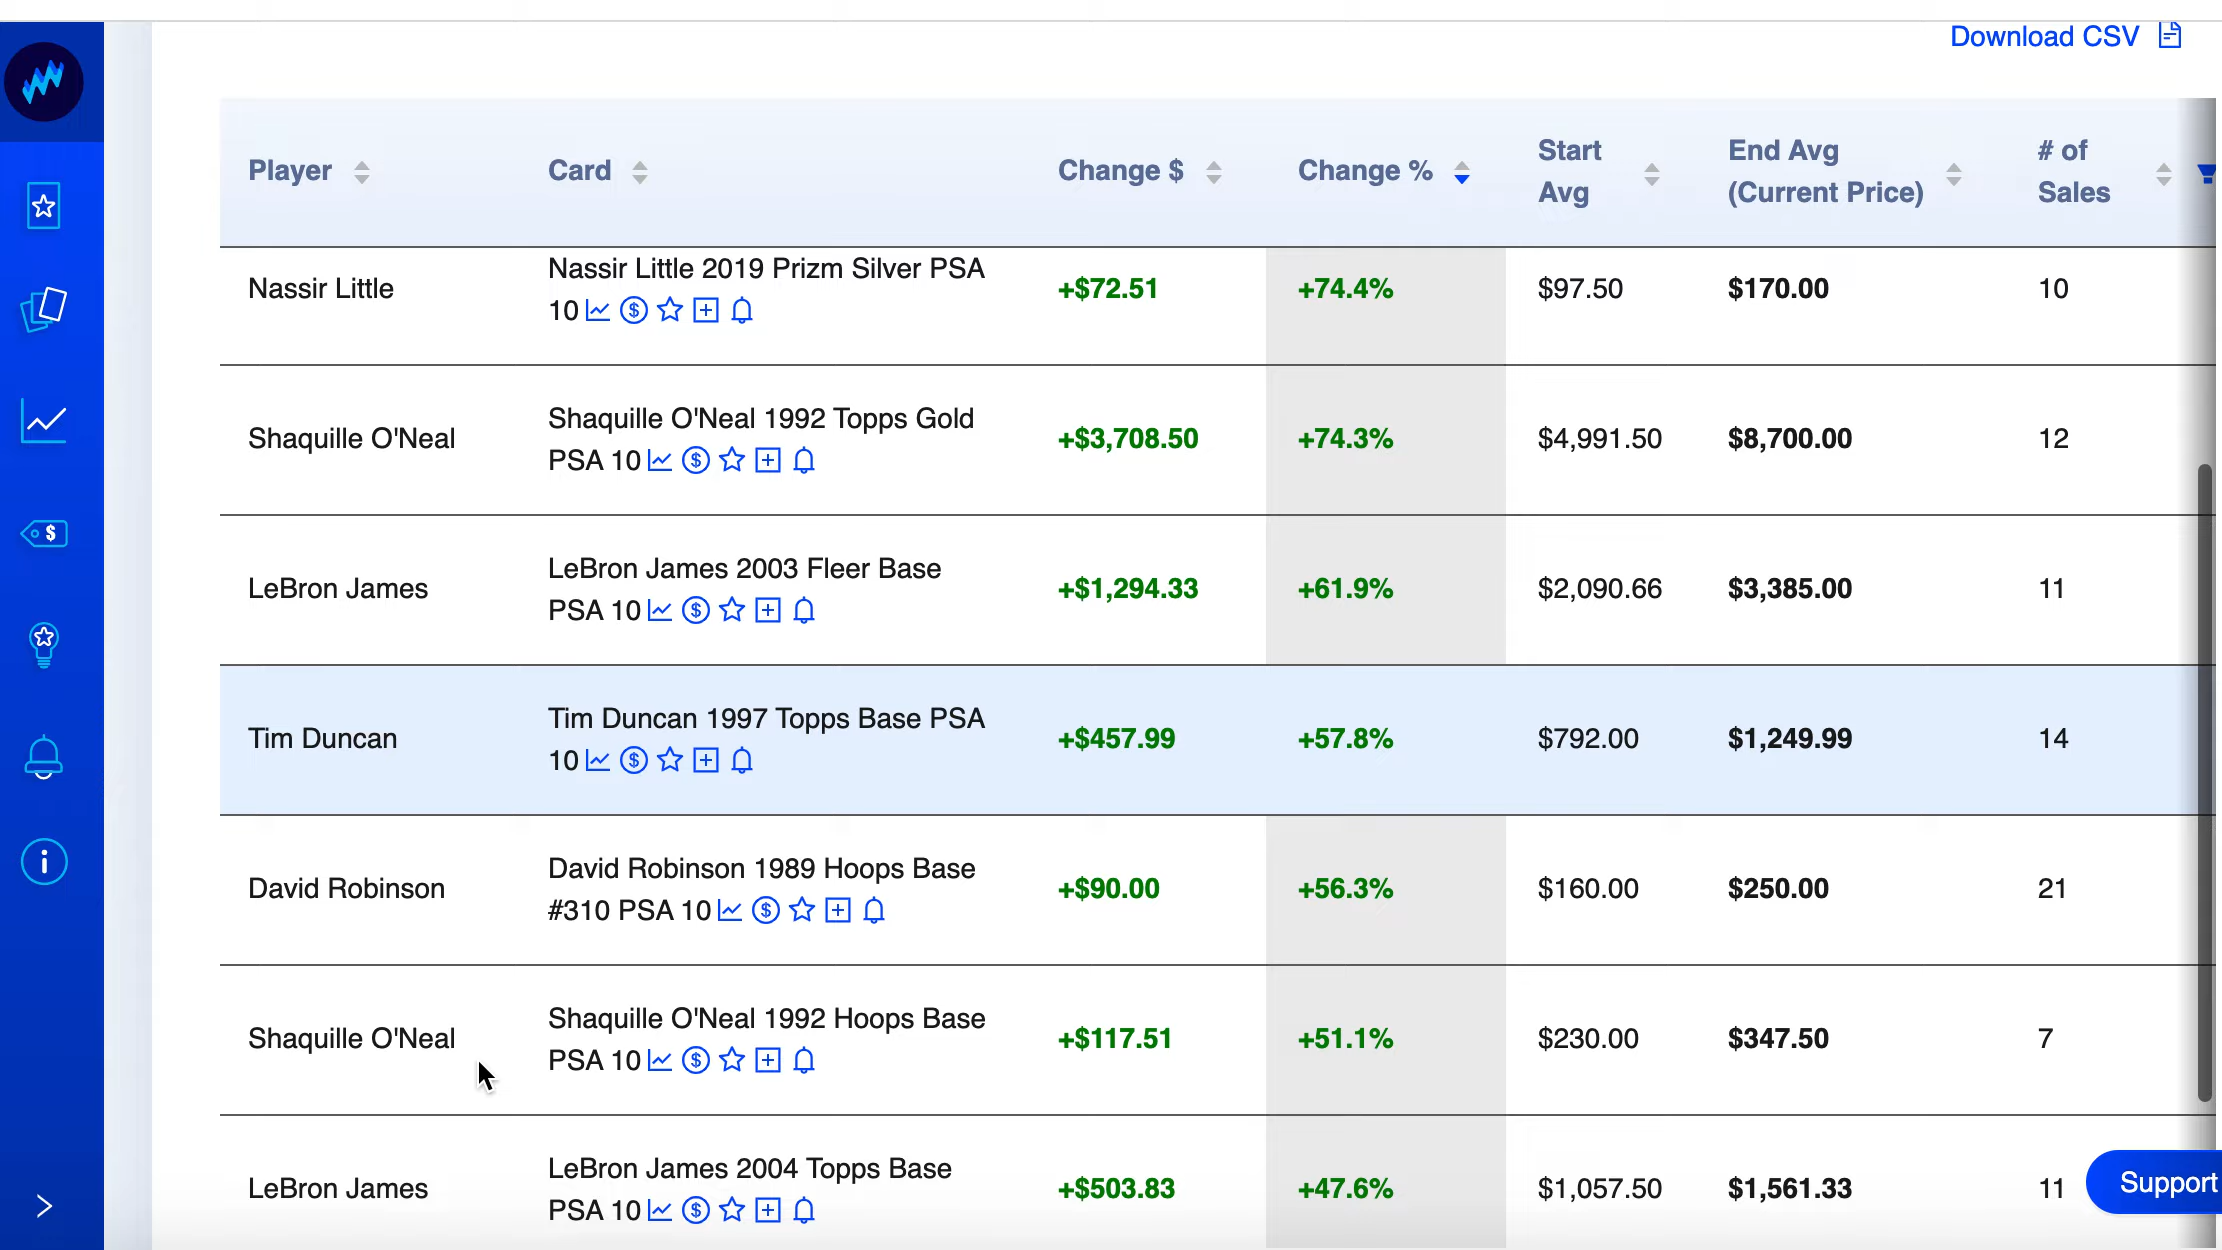 Download CSV
Player Card Change $ Change % Start Avg End Avg (Current Price) # of Sales
Nassir Little Nassir Little 2019 Prizm Silver PSA 10 +$72.51 +74.4% $97.50 $170.00 10
Shaquille O'Neal Shaquille O'Neal 1992 Topps Gold PSA 10 +$3,708.50 +74.3% $4,991.50 $8,700.00 12
LeBron James LeBron James 2003 Fleer Base PSA 10 +$1,294.33 +61.9% $2,090.66 $3,385.00 11
Tim Duncan Tim Duncan 1997 Topps Base PSA 10 +$457.99 +57.8% $792.00 $1,249.99 14
David Robinson David Robinson 1989 Hoops Base #310 PSA 10 +$90.00 +56.3% $160.00 $250.00 21
Shaquille O'Neal Shaquille O'Neal 1992 Hoops Base PSA 10 +$117.51 +51.1% $230.00 $347.50 7
LeBron James LeBron James 2004 Topps Base PSA 10 +$503.83 +47.6% $1,057.50 $1,561.33 11
Support